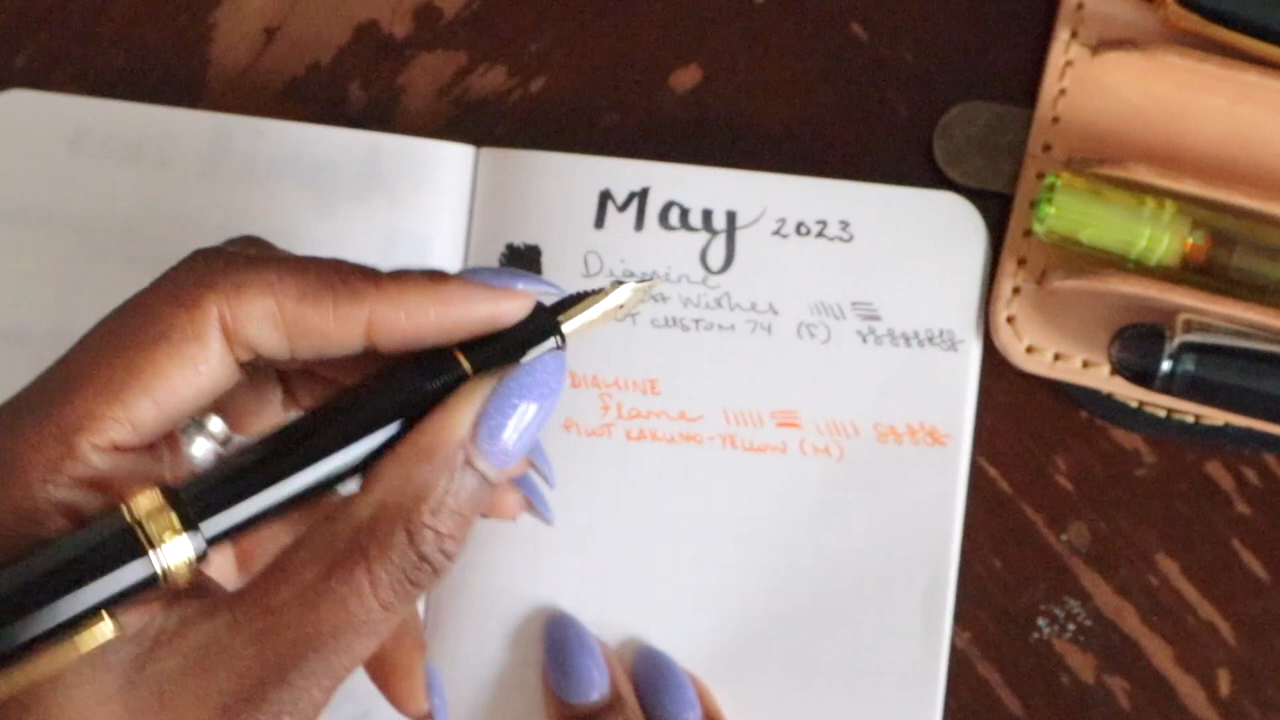 May 2023
Diamine
Wishes
CUSTOM 74 (F)
DIAMINE
Flame
PILOT KAKUNO-YELLOW (M)